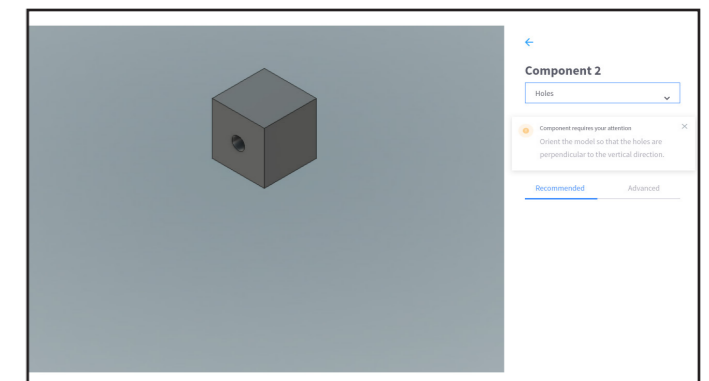 Component 2
Holes
Component requires your attention
Orient the model so that the holes are
perpendicular to the vertical direction.
Recommended Advanced